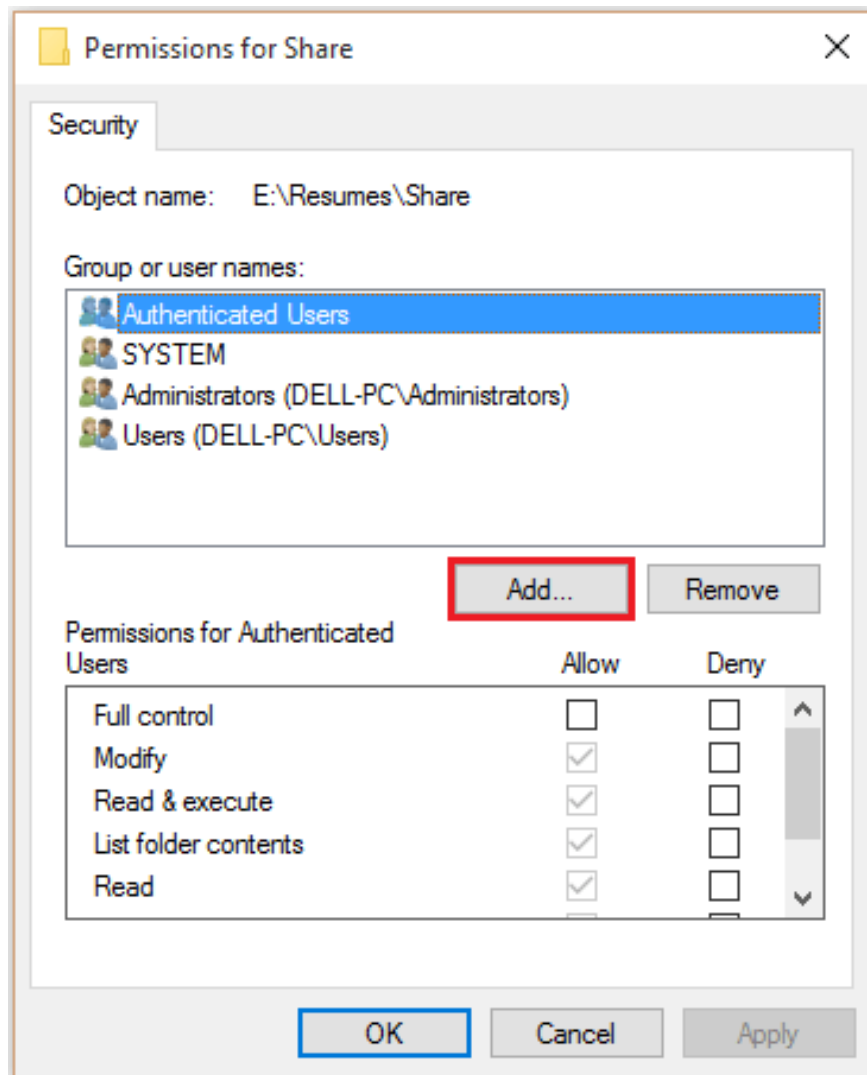 Permissions for Share
Security
Object name: E:\Resumes\Share
Group or user names:
Authenticated Users
SYSTEM
Administrators (DELL-PC\Administrators)
Users (DELL-PC\Users)
Add... Remove
Permissions for Authenticated
Users Allow Deny
Full control
Modify
Read & execute
List folder contents
Read
OK Cancel Apply